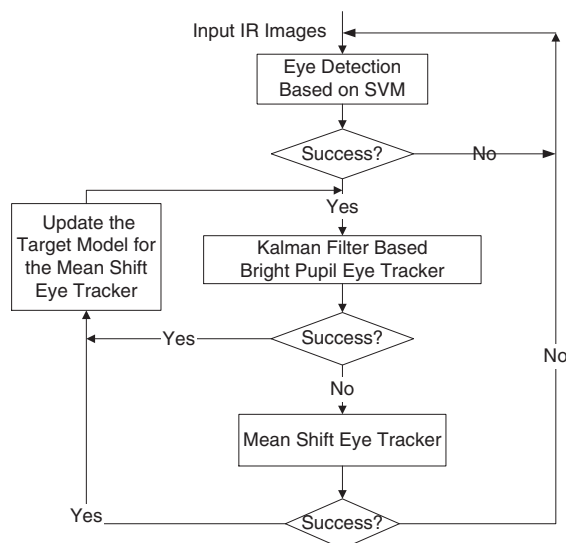 Input IR Images
Eye Detection
Based on SVM
Success?
No
Yes
Update the
Target Model for
the Mean Shift
Eye Tracker
Kalman Filter Based
Bright Pupil Eye Tracker
Yes
Success?
No
No
Mean Shift Eye Tracker
Yes
Success?